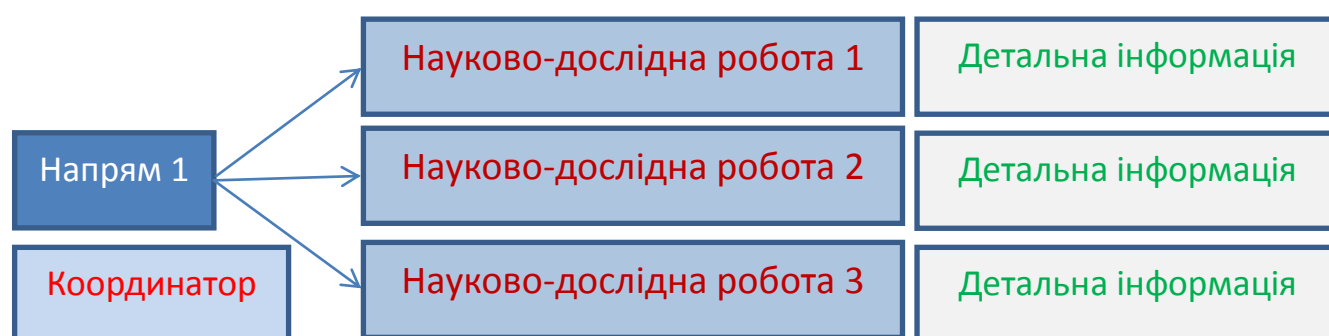 Науково-дослідна робота 1
Детальна інформація
Напрям 1
Науково-дослідна робота 2
Детальна інформація
Координатор
Науково-дослідна робота 3
Детальна інформація